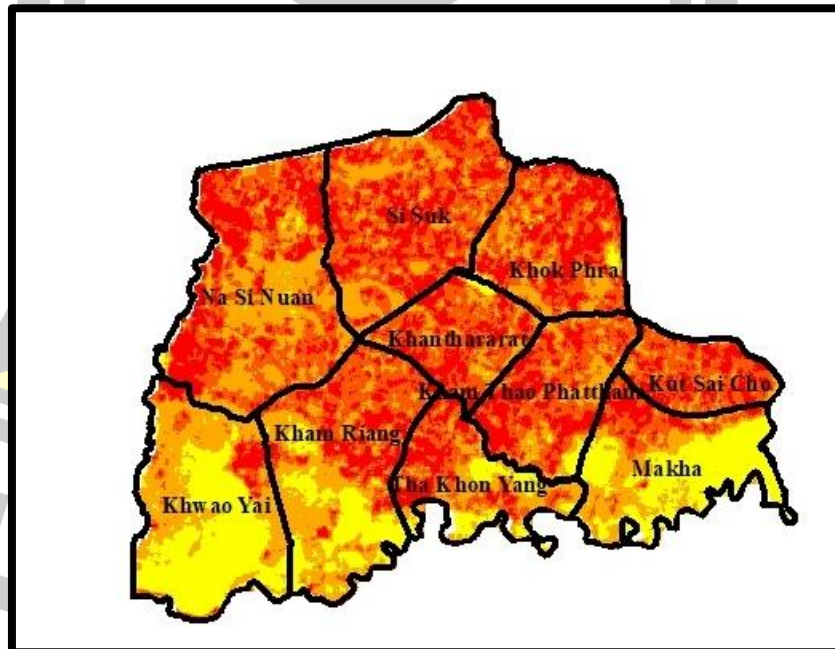 Si Suk
Khok Phra
Na Si Nuan
Khanthararat
Kham Thao Phatthana
Kut Sai Cho
Kham Riang
Makha
Tha Khon Yang
Khwao Yai